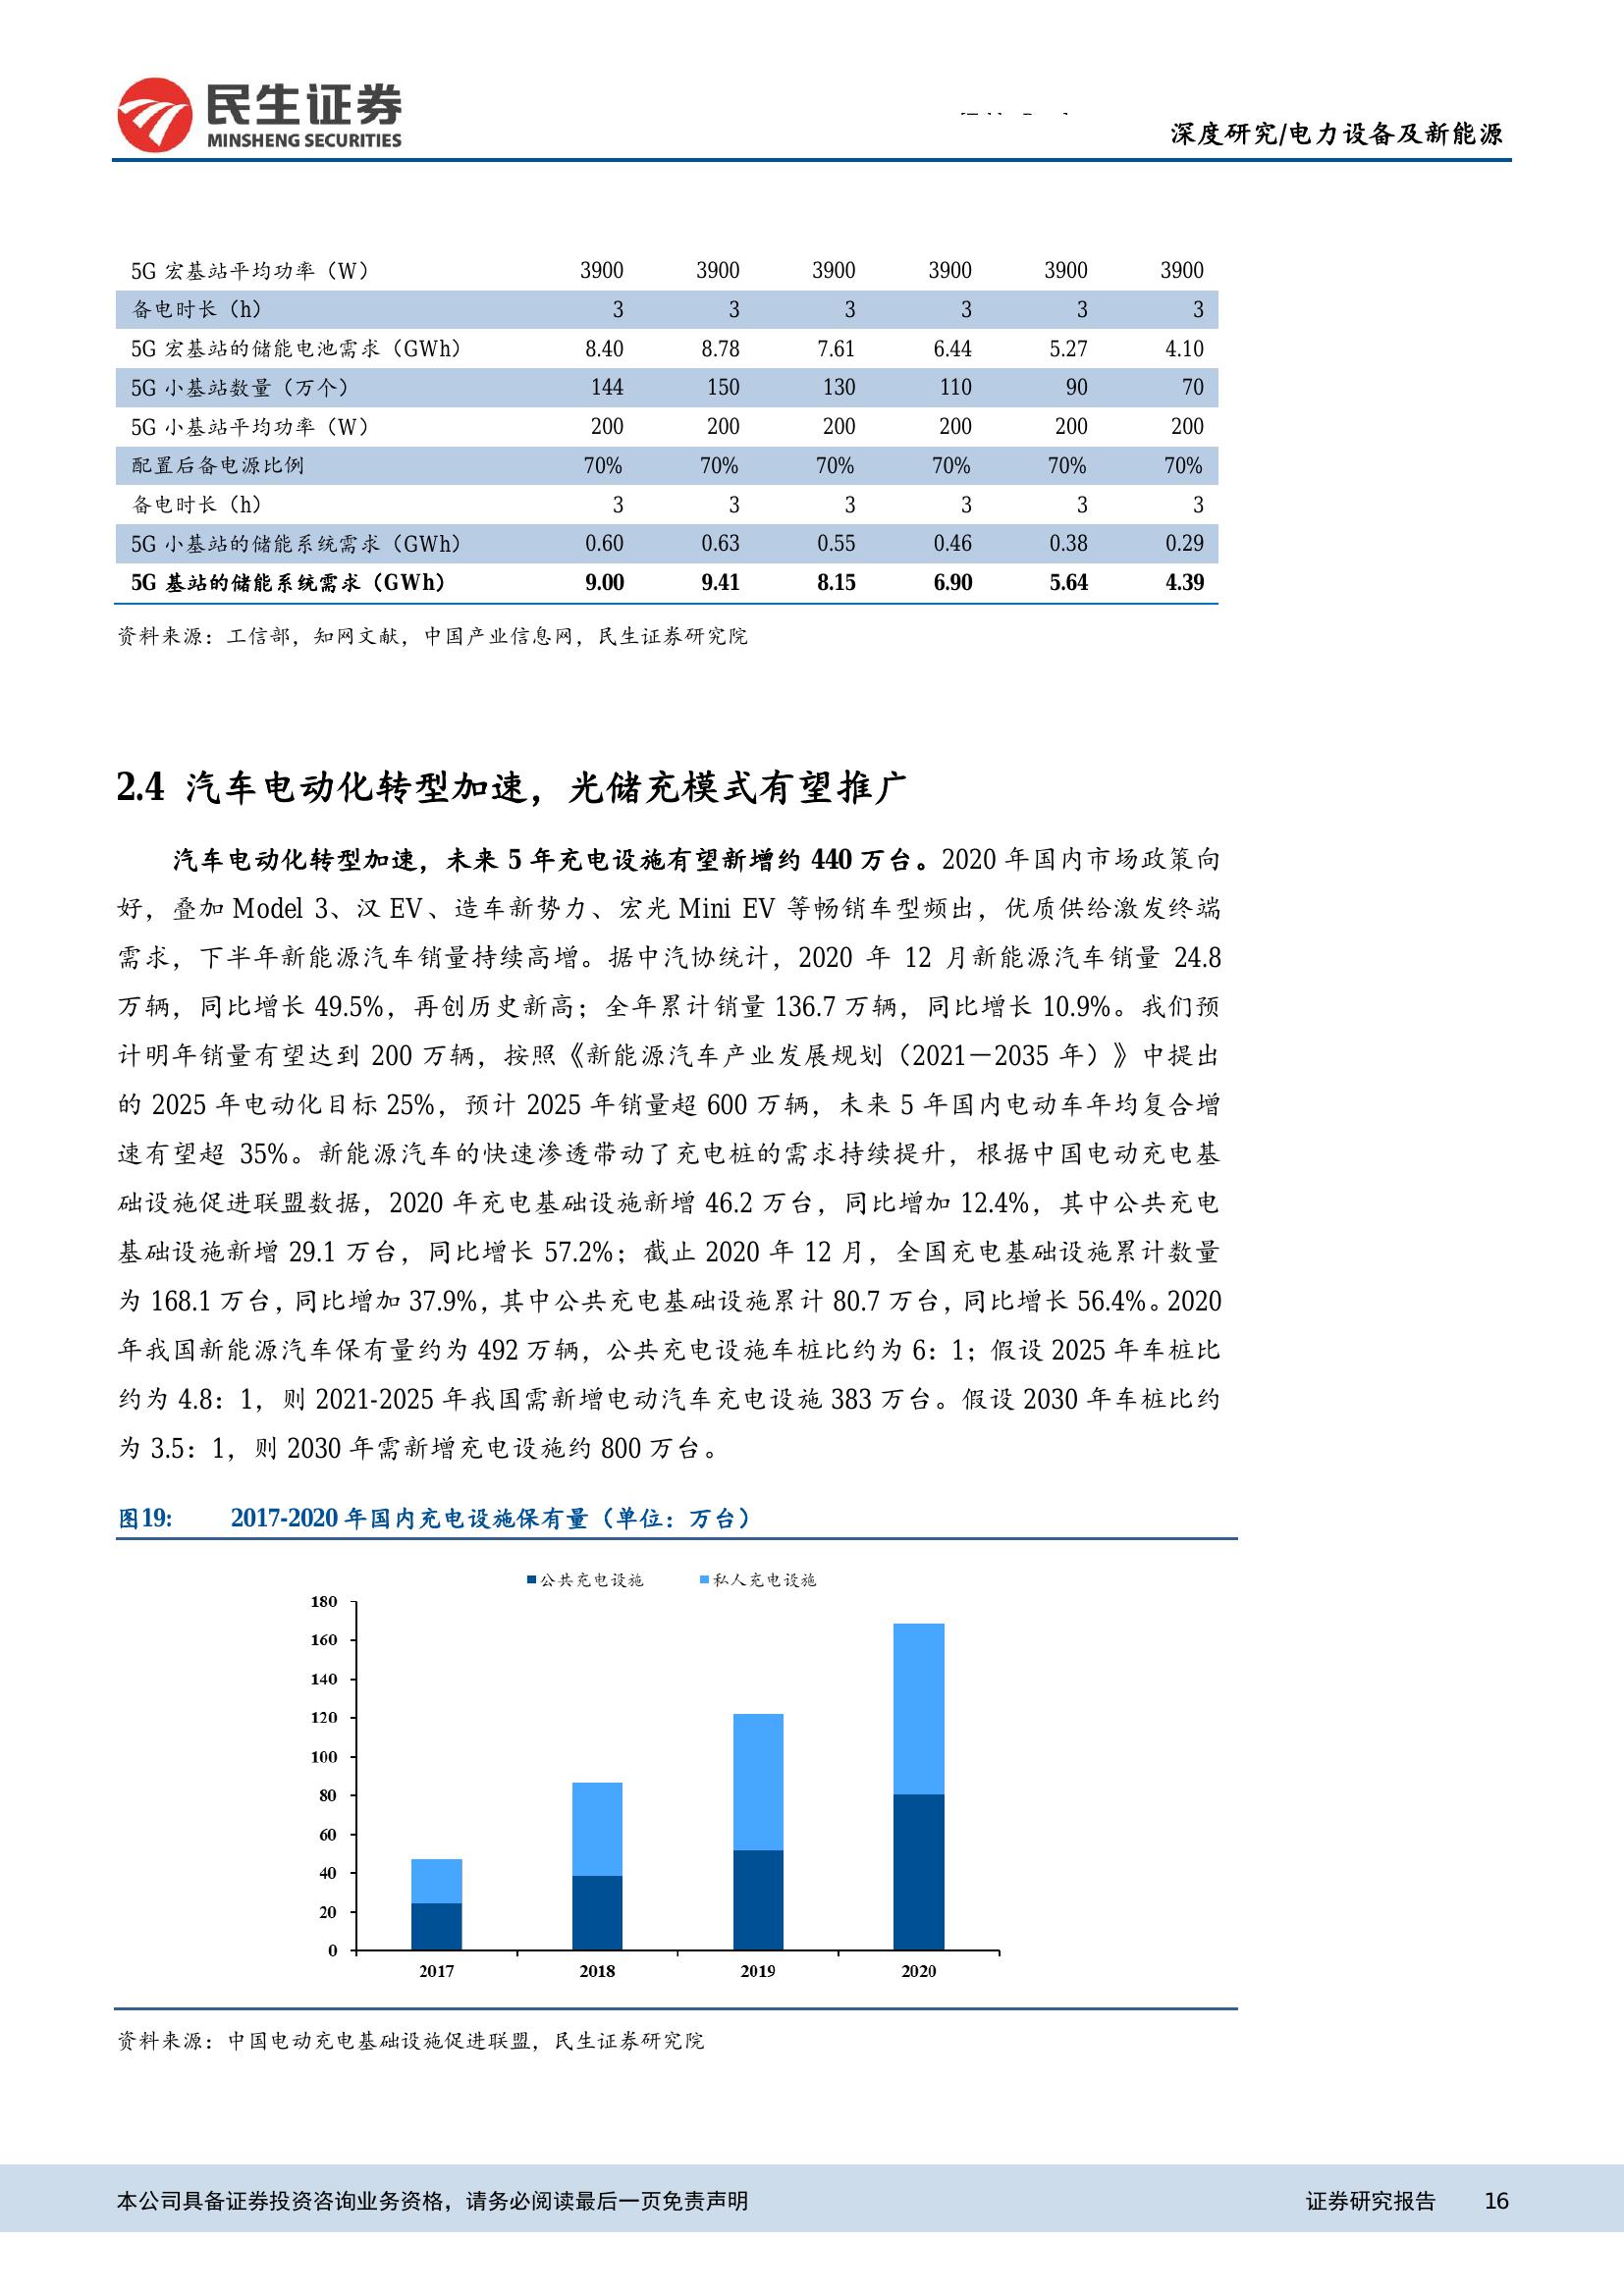 民生证券
MINSHENG SECURITIES
深度研究/电力设备及新能源
5G 宏基站平均功率（W） 3900 3900 3900 3900 3900 3900
备电时长（h） 3 3 3 3 3 3
5G 宏基站的储能电池需求（GWh） 8.40 8.78 7.61 6.44 5.27 4.10
5G 小基站数量（万个） 144 150 130 110 90 70
5G 小基站平均功率（W） 200 200 200 200 200 200
配置后备电源比例 70% 70% 70% 70% 70% 70%
备电时长（h） 3 3 3 3 3 3
5G 小基站的储能系统需求（GWh） 0.60 0.63 0.55 0.46 0.38 0.29
5G 基站的储能系统需求（GWh） 9.00 9.41 8.15 6.90 5.64 4.39
资料来源：工信部，知网文献，中国产业信息网，民生证券研究院
2.4 汽车电动化转型加速，光储充模式有望推广
汽车电动化转型加速，未来 5 年充电设施有望新增约 440 万台。2020 年国内市场政策向
好，叠加 Model 3、汉 EV、造车新势力、宏光 Mini EV 等畅销车型频出，优质供给激发终端
需求，下半年新能源汽车销量持续高增。据中汽协统计，2020 年 12 月新能源汽车销量 24.8
万辆，同比增长 49.5%，再创历史新高；全年累计销量 136.7 万辆，同比增长 10.9%。我们预
计明年销量有望达到 200 万辆，按照《新能源汽车产业发展规划（2021—2035 年）》中提出
的 2025 年电动化目标 25%，预计 2025 年销量超 600 万辆，未来 5 年国内电动车年均复合增
速有望超 35%。新能源汽车的快速渗透带动了充电桩的需求持续提升，根据中国电动充电基
础设施促进联盟数据，2020 年充电基础设施新增 46.2 万台，同比增加 12.4%，其中公共充电
基础设施新增 29.1 万台，同比增长 57.2%；截止 2020 年 12 月，全国充电基础设施累计数量
为 168.1 万台，同比增加 37.9%，其中公共充电基础设施累计 80.7 万台，同比增长 56.4%。2020
年我国新能源汽车保有量约为 492 万辆，公共充电设施车桩比约为 6：1；假设 2025 年车桩比
约为 4.8：1，则 2021-2025 年我国需新增电动汽车充电设施 383 万台。假设 2030 年车桩比约
为 3.5：1，则 2030 年需新增充电设施约 800 万台。
图19: 2017-2020 年国内充电设施保有量（单位：万台）
公共充电设施 私人充电设施
180
160
140
120
100
80
60
40
20
0
2017 2018 2019 2020
资料来源：中国电动充电基础设施促进联盟，民生证券研究院
本公司具备证券投资咨询业务资格，请务必阅读最后一页免责声明 证券研究报告 16